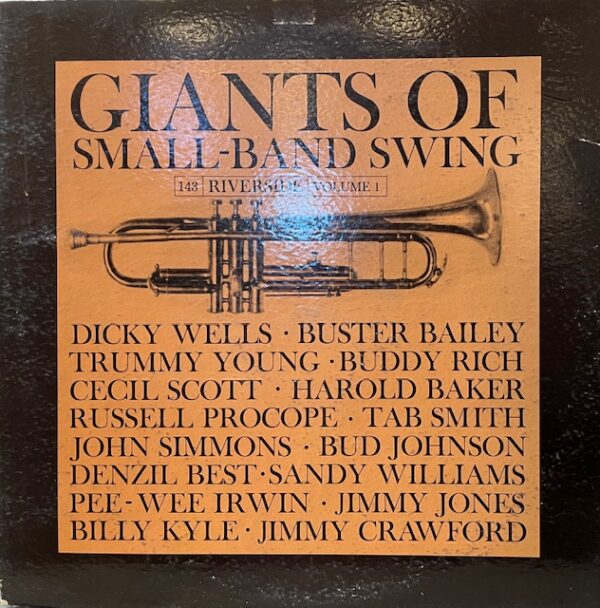 GIANTS OF
SMALL-BAND SWING
143 RIVERSIDE VOLUME 1
DICKY WELLS · BUSTER BAILEY
TRUMMY YOUNG · BUDDY RICH
CECIL SCOTT · HAROLD BAKER
RUSSELL PROCOPE · TAB SMITH
JOHN SIMMONS · BUD JOHNSON
DENZIL BEST · SANDY WILLIAMS
PEE-WEE IRWIN · JIMMY JONES
BILLY KYLE · JIMMY CRAWFORD